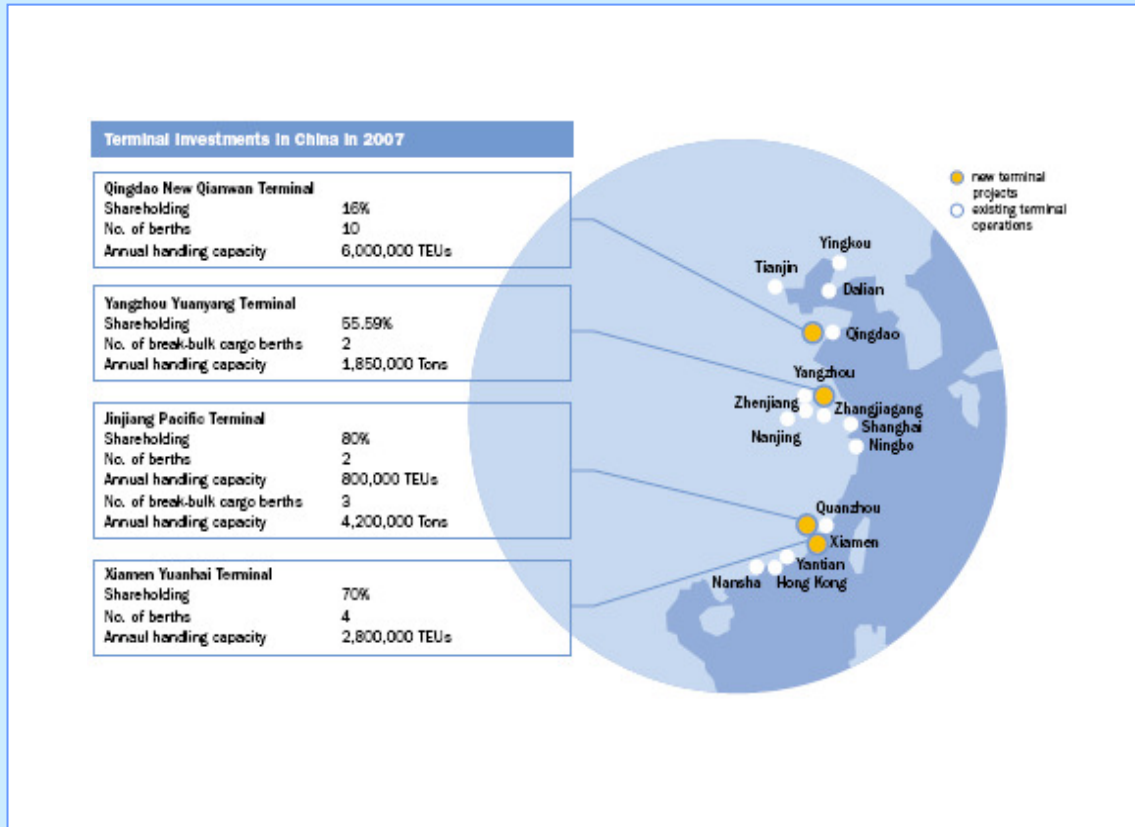 Terminal Investments in China in 2007
Qingdao New Qianwan Terminal
Shareholding 16%
No. of berths 10
Annual handling capacity 6,000,000 TEUs
Yangzhou Yuanyang Terminal
Shareholding 55.59%
No. of break-bulk cargo berths 2
Annual handling capacity 1,850,000 Tons
Jinjiang Pacific Terminal
Shareholding 80%
No. of berths 2
Annual handling capacity 800,000 TEUs
No. of break-bulk cargo berths 3
Annual handling capacity 4,200,000 Tons
Xiamen Yuanhai Terminal
Shareholding 70%
No. of berths 4
Annaul handling capacity 2,800,000 TEUs
new terminal
projects
existing terminal
operations
Yingkou
Tianjin
Dalian
Qingdao
Yangzhou
Zhenjiang
Zhangjiagang
Shanghai
Nanjing
Ningbo
Quanzhou
Xiamen
Yantian
Nansha
Hong Kong